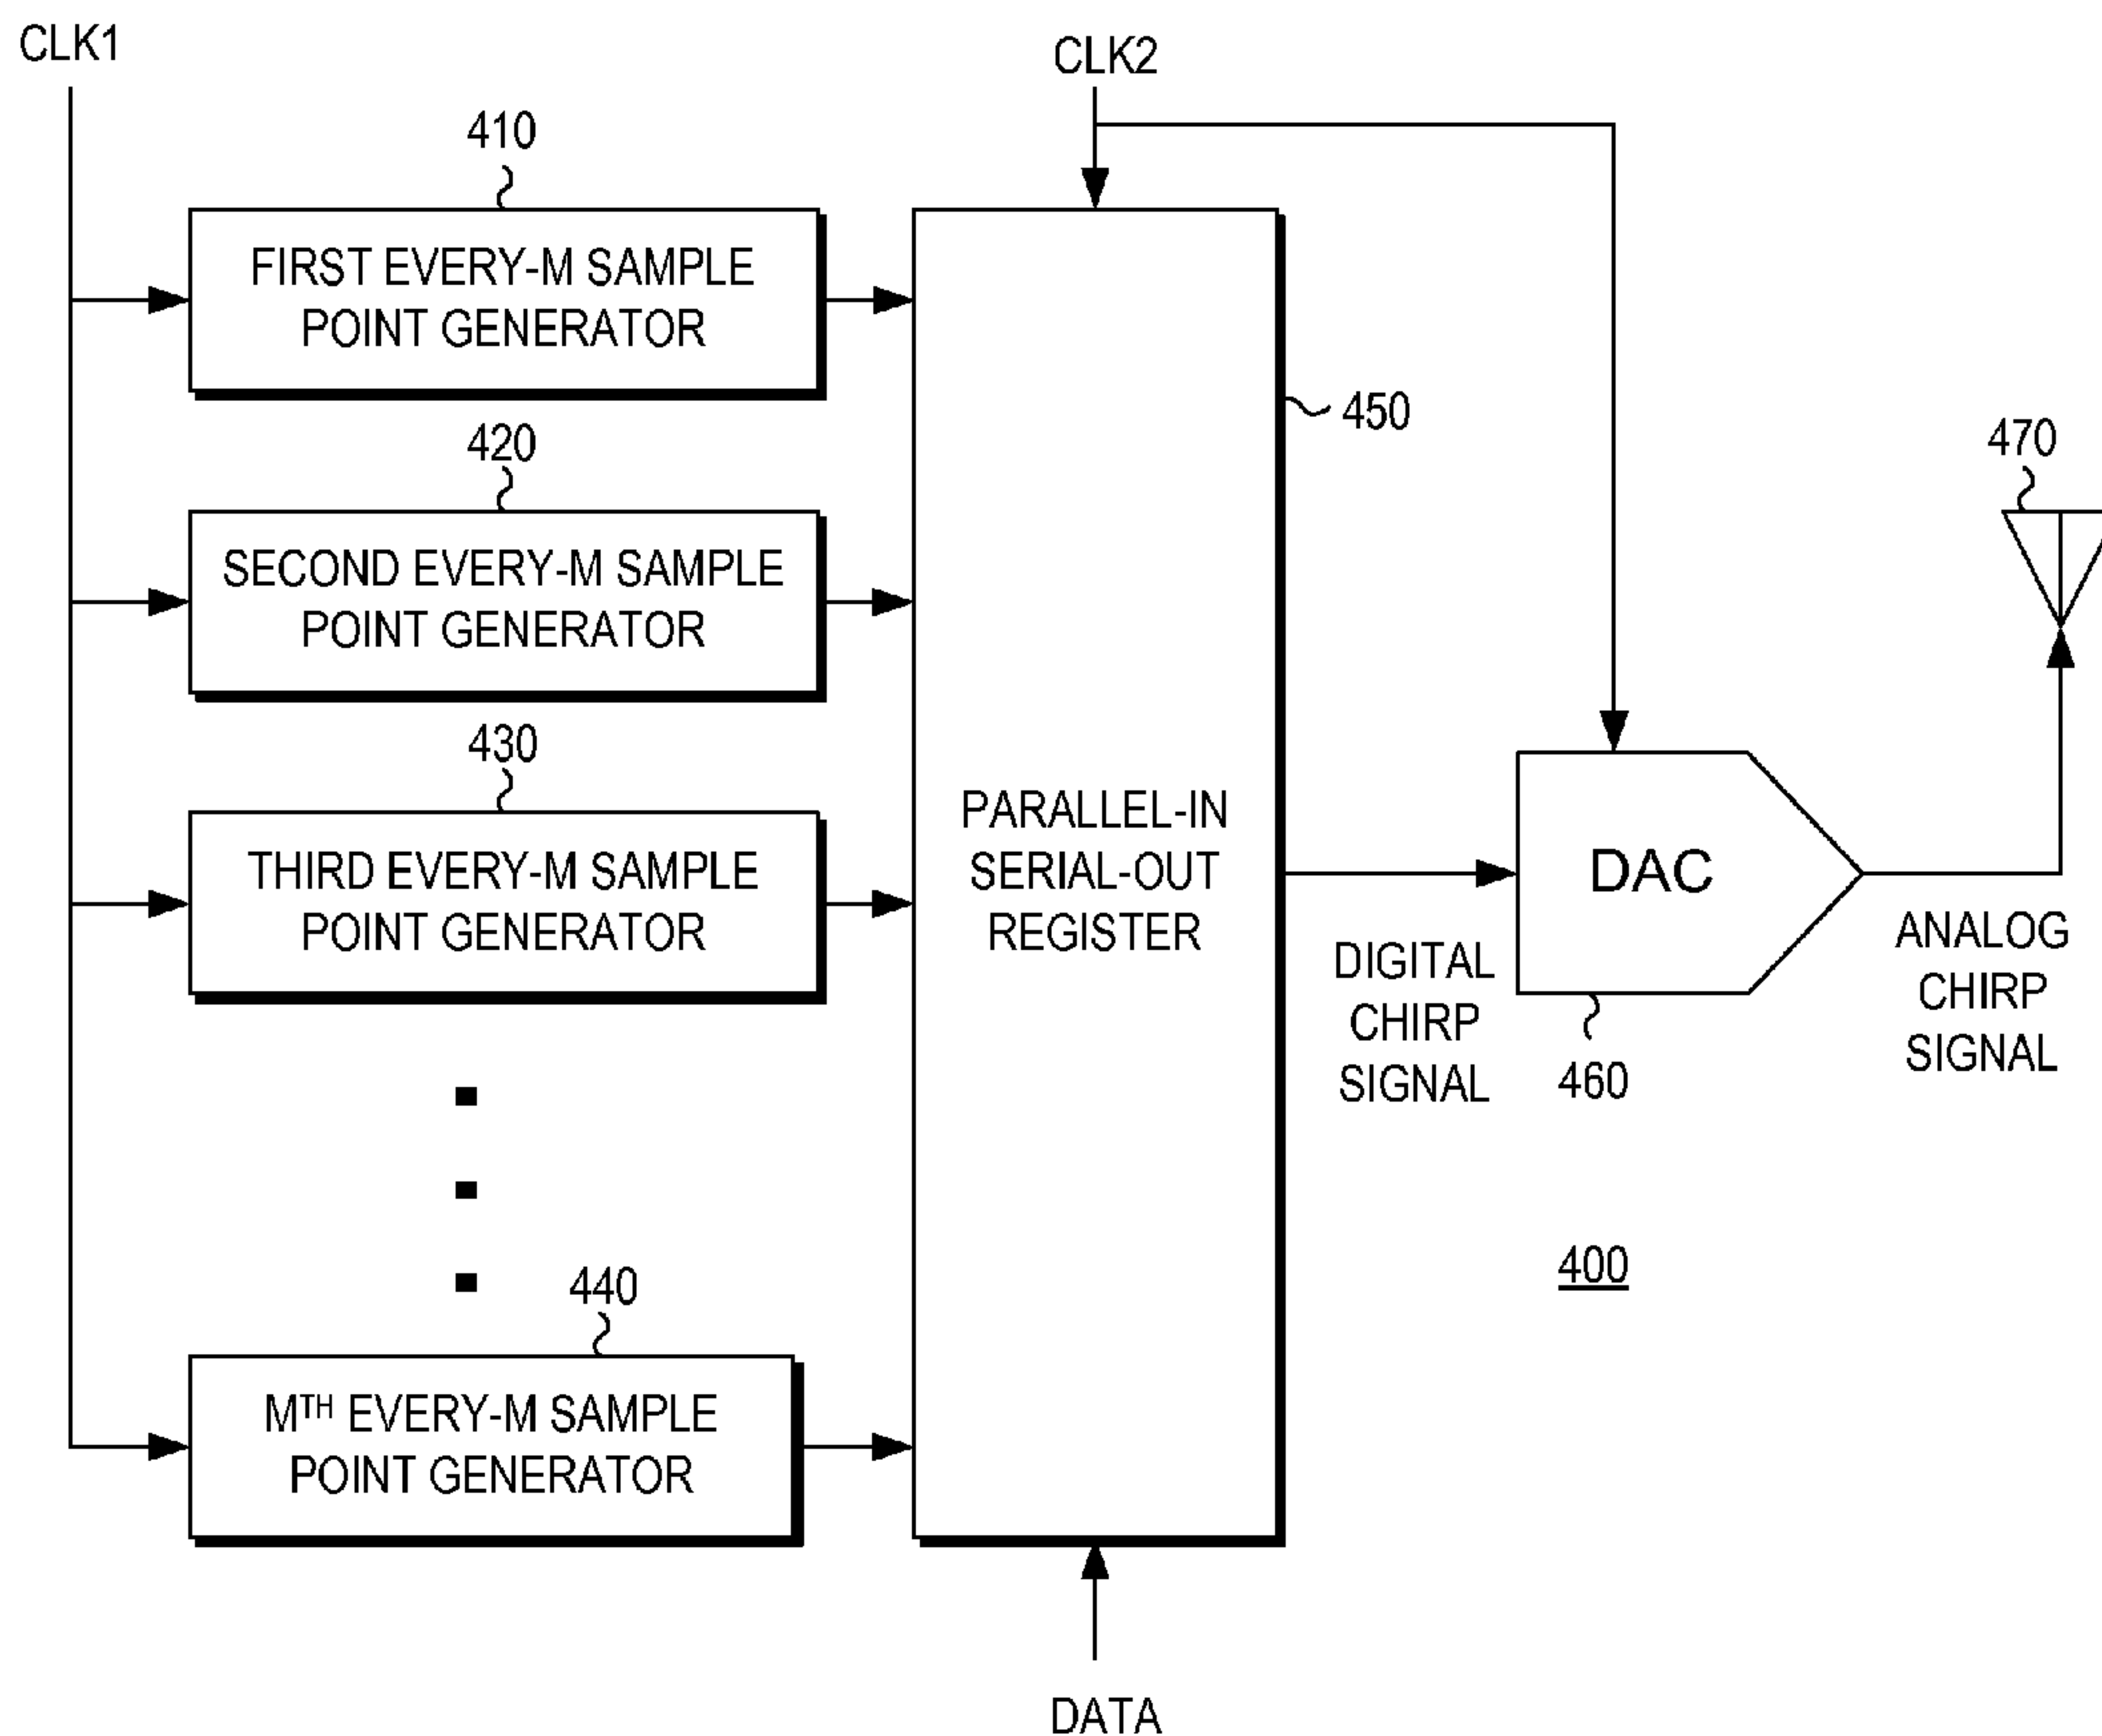 CLK1
CLK2
410
FIRST EVERY-M SAMPLE
POINT GENERATOR
450
420
470
SECOND EVERY-M SAMPLE
POINT GENERATOR
430
THIRD EVERY-M SAMPLE
POINT GENERATOR
PARALLEL-IN
SERIAL-OUT
REGISTER
DAC
DIGITAL
CHIRP
SIGNAL
460
ANALOG
CHIRP
SIGNAL
400
440
MTH EVERY-M SAMPLE
POINT GENERATOR
DATA